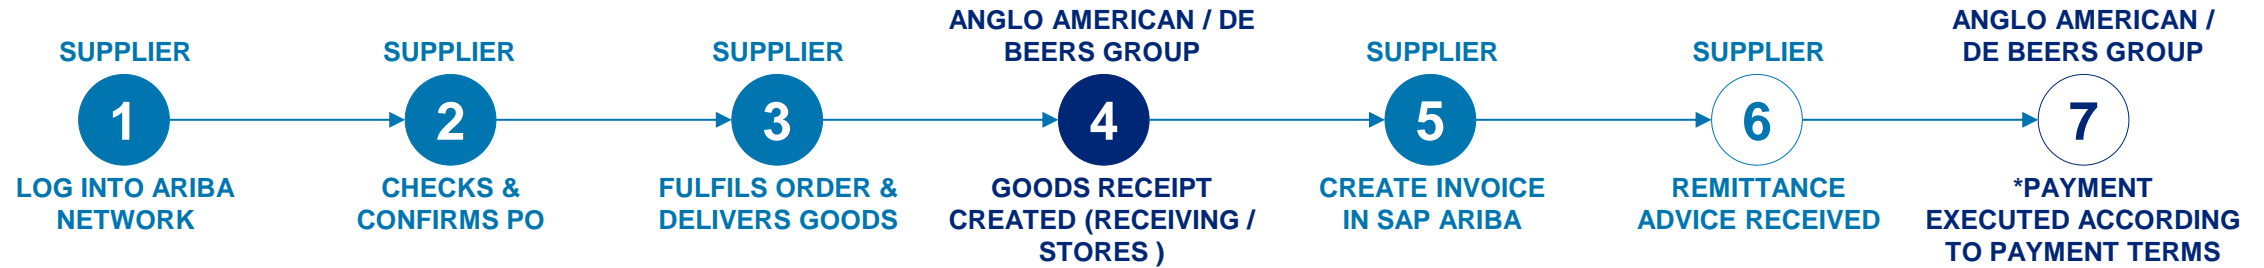 SUPPLIER
1
LOG INTO ARIBA
NETWORK
SUPPLIER
2
CHECKS &
CONFIRMS PO
SUPPLIER
3
FULFILS ORDER &
DELIVERS GOODS
ANGLO AMERICAN / DE
BEERS GROUP
4
GOODS RECEIPT
CREATED (RECEIVING /
STORES )
SUPPLIER
5
CREATE INVOICE
IN SAP ARIBA
SUPPLIER
6
REMITTANCE
ADVICE RECEIVED
ANGLO AMERICAN /
DE BEERS GROUP
7
*PAYMENT
EXECUTED ACCORDING
TO PAYMENT TERMS